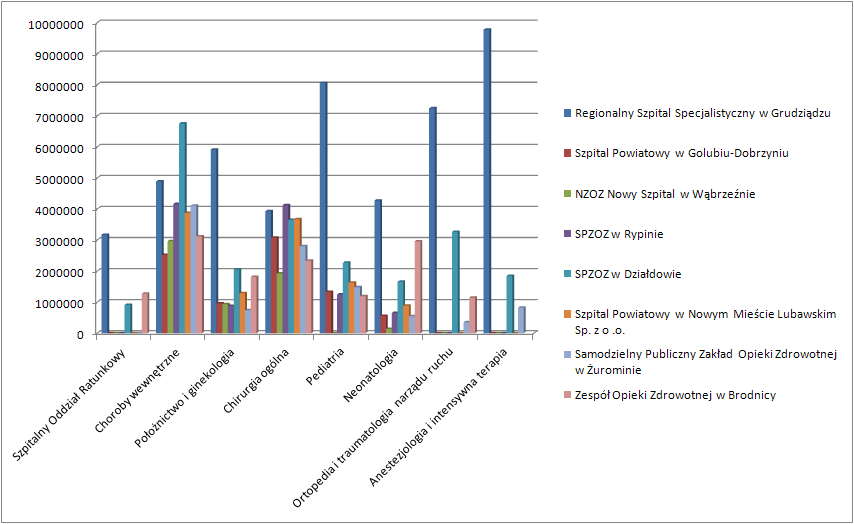 10000000
9000000
8000000
7000000
6000000
5000000
4000000
3000000
2000000
1000000
0
Szpitalny Oddział Ratunkowy
Choroby wewnętrzne
Położnictwo i ginekologia
Chirurgia ogólna
Pediatria
Neonatologia
Ortopedia i traumatologia narządu ruchu
Anestezjologia i intensywna terapia
Regionalny Szpital Specjalistyczny w Grudziądzu
Szpital Powiatowy w Golubiu-Dobrzyniu
NZOZ Nowy Szpital w Wąbrzeźnie
SPZOZ w Rypinie
SPZOZ w Działdowie
Szpital Powiatowy w Nowym Mieście Lubawskim
Sp. z o .o.
Samodzielny Publiczny Zakład Opieki Zdrowotnej
w Żurominie
Zespół Opieki Zdrowotnej w Brodnicy